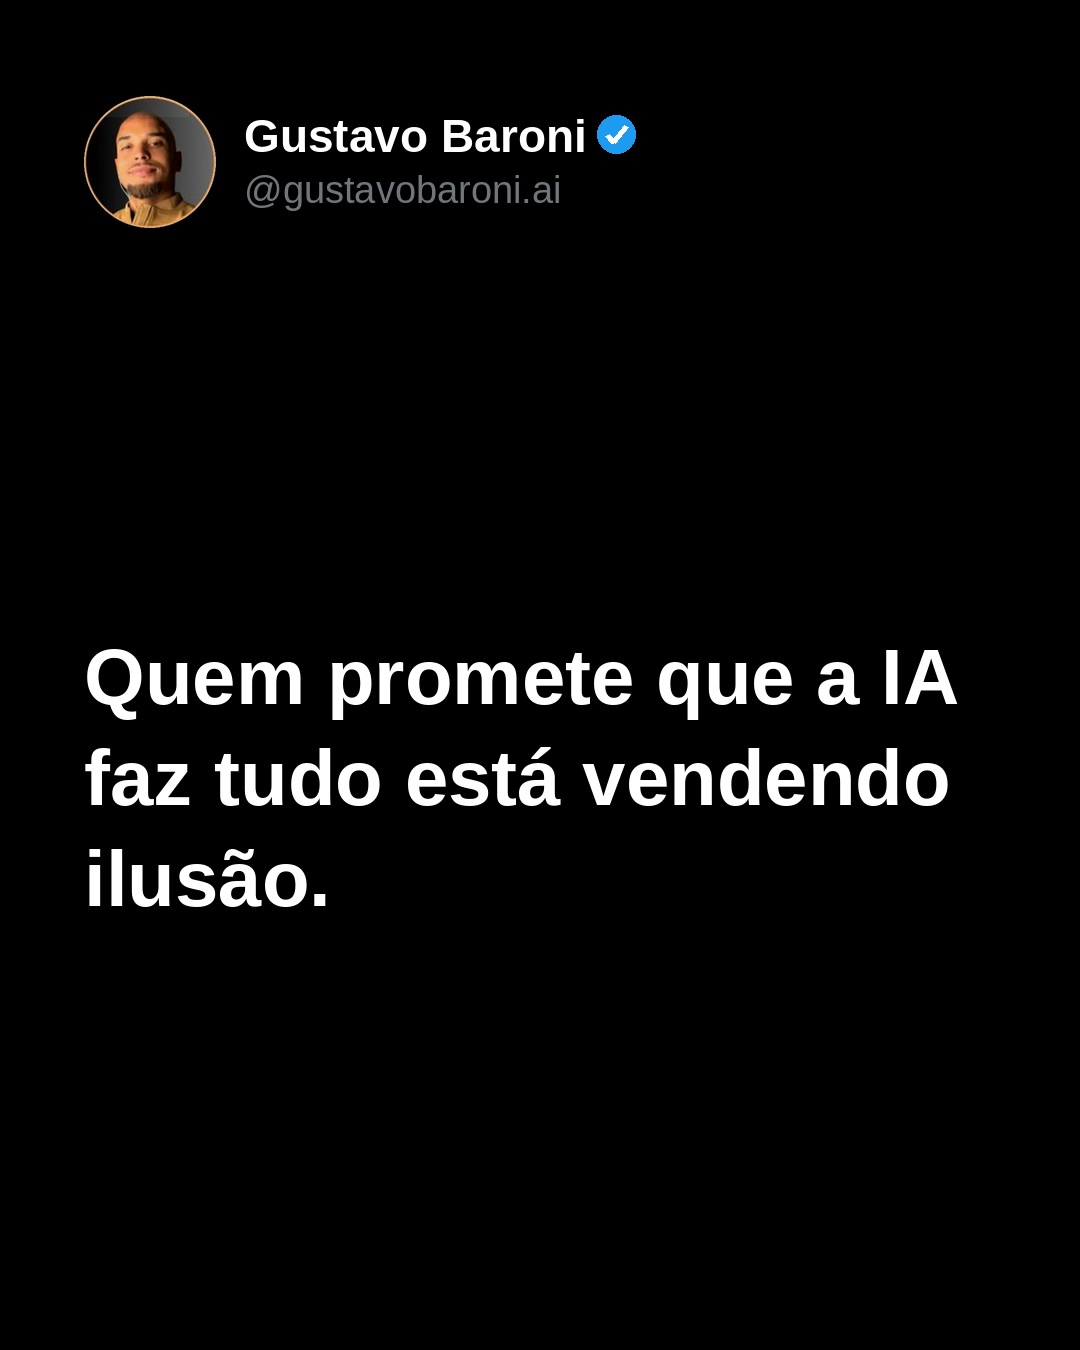 Gustavo Baroni
@gustavobaroni.ai
Quem promete que a IA
faz tudo está vendendo
ilusão.